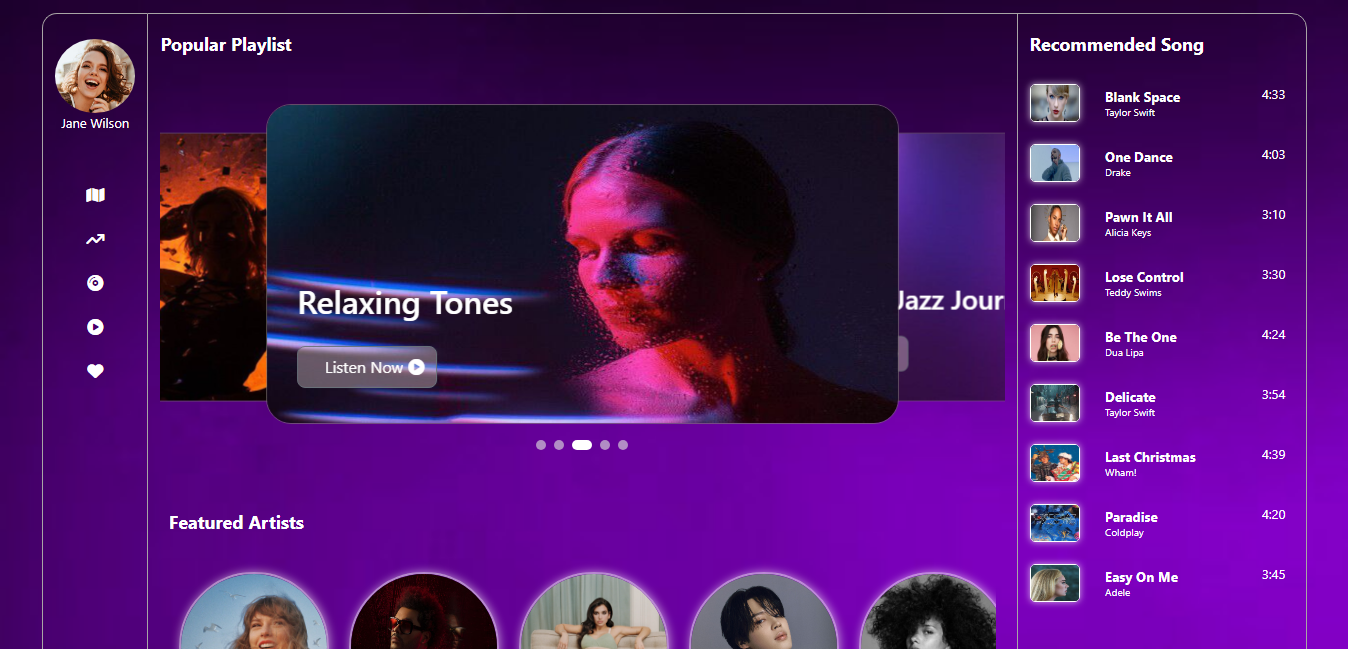 Jane Wilson
Popular Playlist
Relaxing Tones
Listen Now
Jazz Jour
Featured Artists
Recommended Song
Blank Space
4:33
Taylor Swift
One Dance
4:03
Drake
Pawn It All
3:10
Alicia Keys
Lose Control
3:30
Teddy Swims
Be The One
4:24
Dua Lipa
Delicate
3:54
Taylor Swift
Last Christmas
4:39
Wham!
Paradise
4:20
Coldplay
Easy On Me
3:45
Adele